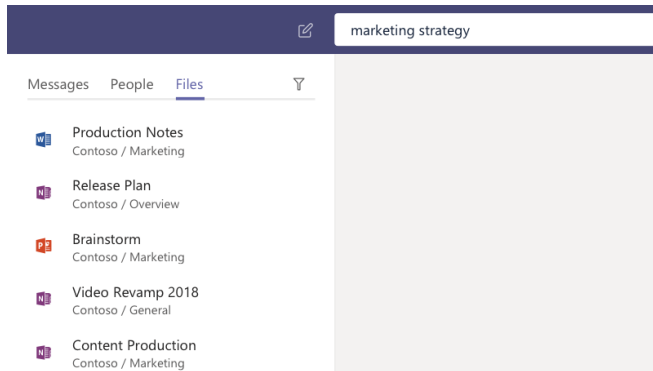 marketing strategy
Messages People Files
Production Notes
Contoso / Marketing
Release Plan
Contoso / Overview
Brainstorm
Contoso / Marketing
Video Revamp 2018
Contoso / General
Content Production
Contoso / Marketing